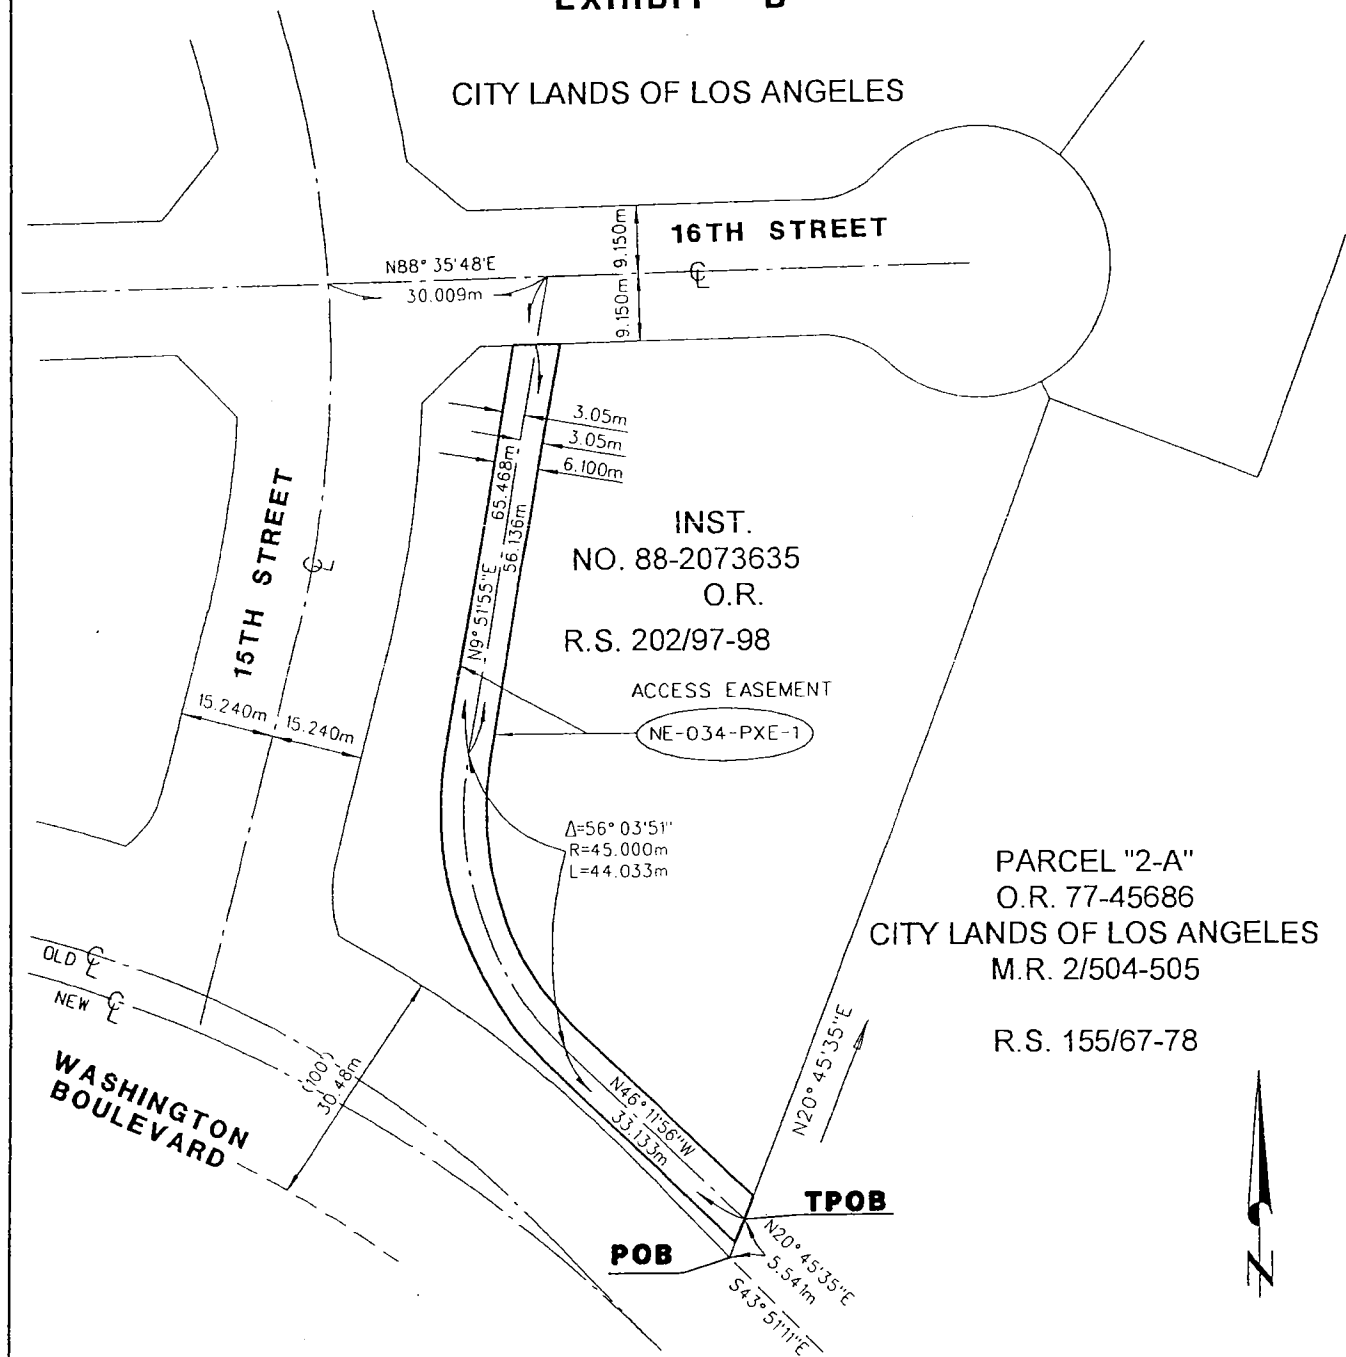 CITY LANDS OF LOS ANGELES
16TH STREET
9.150m
9.150m
N88° 35'48'E
30.009m
℄
3.05m
3.05m
6.100m
65.468m
56.136m
N9° 51'55"E
15TH STREET
℄
15.240m
15.240m
INST.
NO. 88-2073635
O.R.
R.S. 202/97-98
ACCESS EASEMENT
NE-034-PXE-1
Δ=56° 03'51"
R=45.000m
L=44.033m
PARCEL "2-A"
O.R. 77-45686
CITY LANDS OF LOS ANGELES
M.R. 2/504-505
R.S. 155/67-78
OLD ℄
NEW ℄
WASHINGTON
BOULEVARD
(100')
30.48m
N46° 11'56"W
33.133m
N20° 45'35"E
TPOB
POB
N20° 45'35"E
5.541m
S43° 51'11"E
N